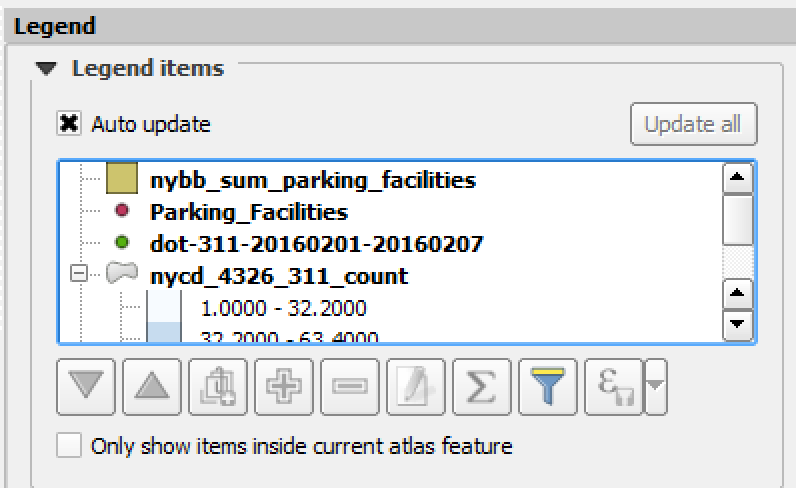 Legend
Legend items
Auto update
Update all
nybb_sum_parking_facilities
Parking_Facilities
dot-311-20160201-20160207
nycd_4326_311_count
1.0000 - 32.2000
32.2000 - 63.4000
Σ
ε
Only show items inside current atlas feature